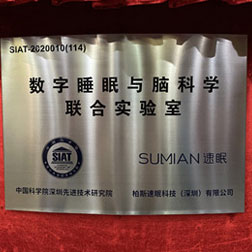 SIAT-2020010(114)
数字睡眠与脑科学
联合实验室
SIAT
SUMIAN 速眠
中国科学院深圳先进技术研究院
柏斯速眠科技（深圳）有限公司